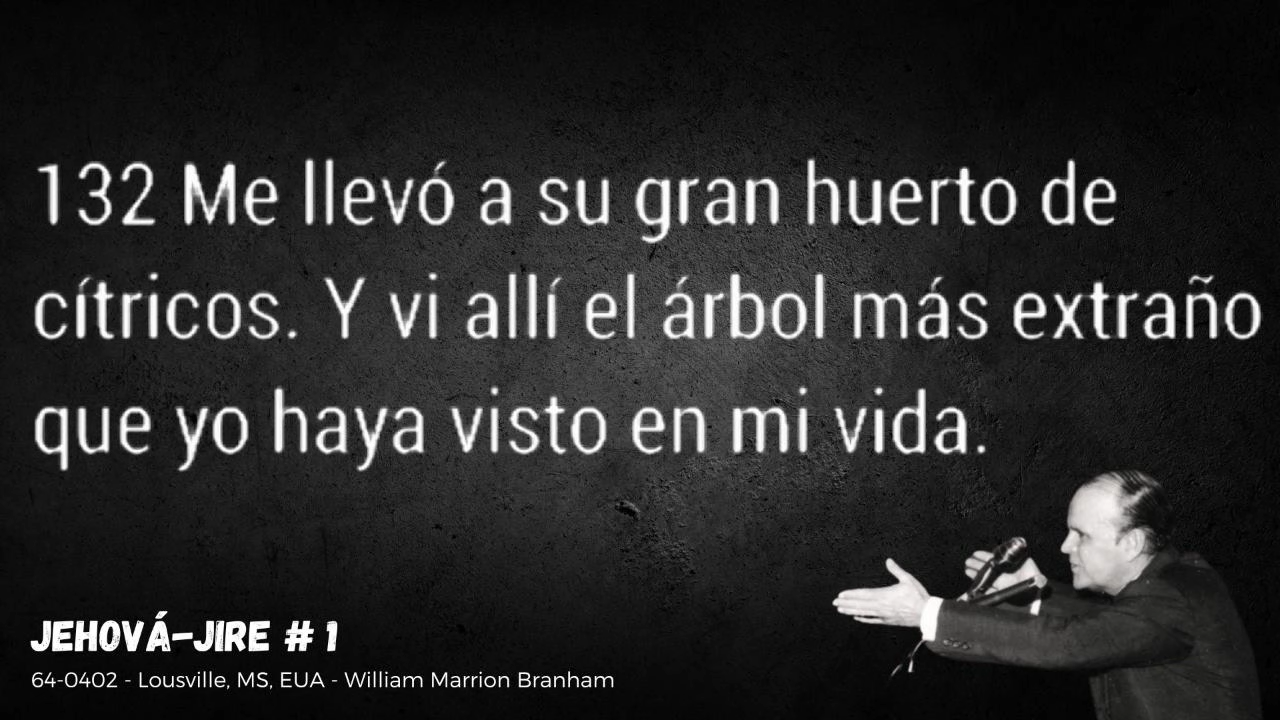 132 Me llevó a su gran huerto de
cítricos. Y vi allí el árbol más extraño
que yo haya visto en mi vida.
JEHOVÁ-JIRE # 1
64-0402 - Lousville, MS, EUA - William Marrion Branham